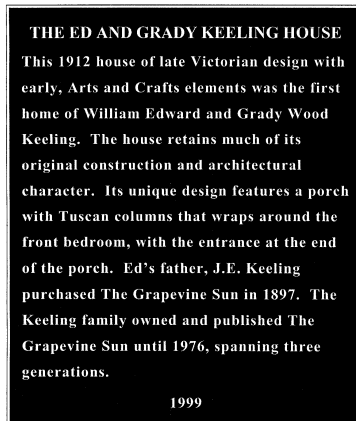 THE ED AND GRADY KEELING HOUSE
This 1912 house of late Victorian design with
early, Arts and Crafts elements was the first
home of William Edward and Grady Wood
Keeling. The house retains much of its
original construction and architectural
character. Its unique design features a porch
with Tuscan columns that wraps around the
front bedroom, with the entrance at the end
of the porch. Ed's father, J.E. Keeling
purchased The Grapevine Sun in 1897. The
Keeling family owned and published The
Grapevine Sun until 1976, spanning three
generations.
1999